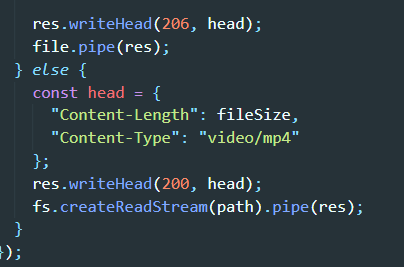 res.writeHead(206, head);
    file.pipe(res);
  } else {
    const head = {
      "Content-Length": fileSize,
      "Content-Type": "video/mp4"
    };
    res.writeHead(200, head);
    fs.createReadStream(path).pipe(res);
  }
});